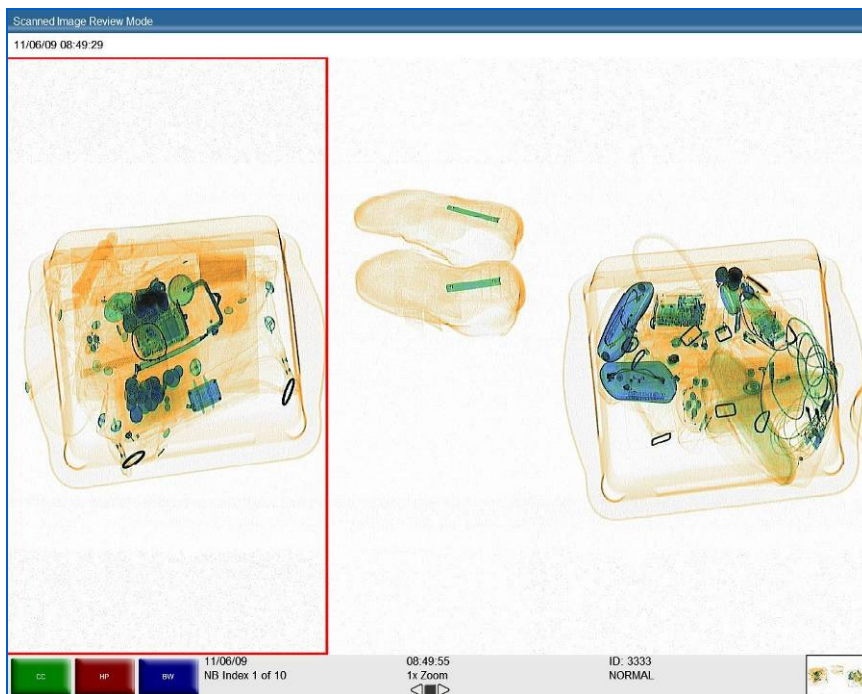 Scanned Image Review Mode
11/06/09 08:49:29
CC HP BW
11/06/09
NB Index 1 of 10
08:49:55
1x Zoom
ID: 3333
NORMAL